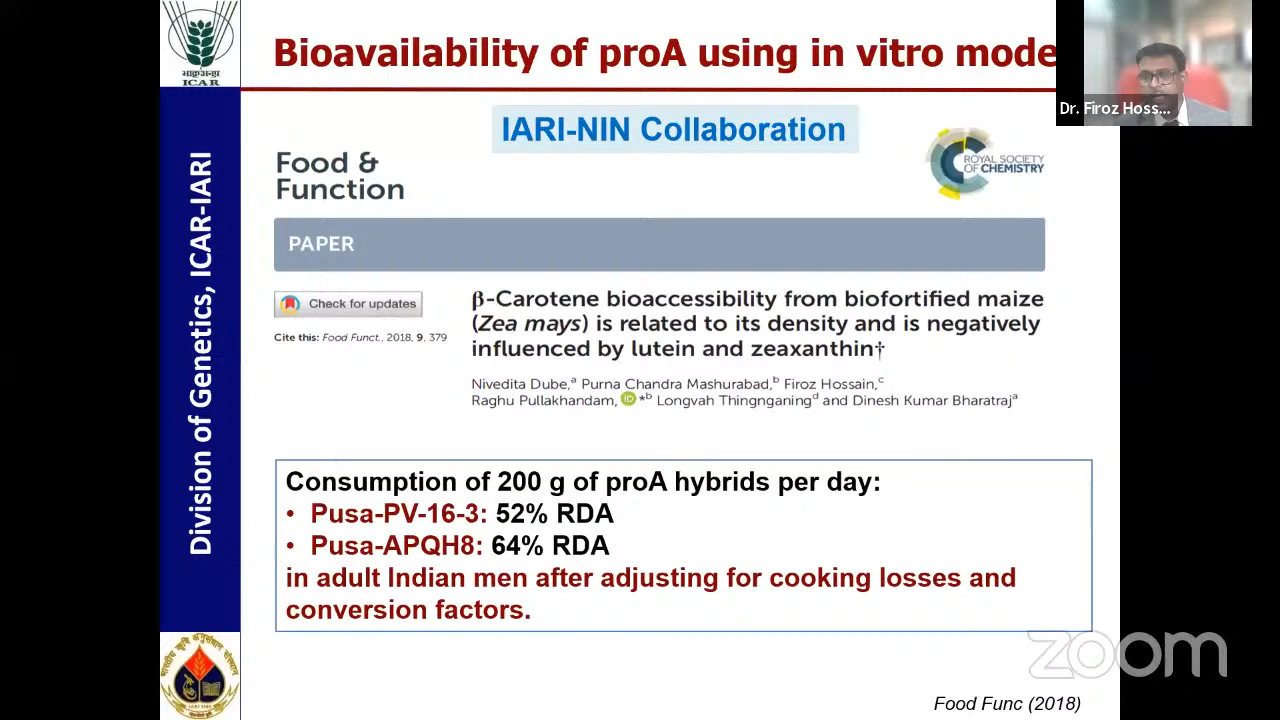 Bioavailability of proA using in vitro mode
Dr. Firoz Hoss...
भाकृअनुप
ICAR
Division of Genetics, ICAR-IARI
IARI-NIN Collaboration
Food &
Function
ROYAL SOCIETY
OF CHEMISTRY
PAPER
Check for updates
Cite this: Food Funct., 2018, 9, 379
β-Carotene bioaccessibility from biofortified maize
(Zea mays) is related to its density and is negatively
influenced by lutein and zeaxanthin†
Nivedita Dube,ᵃ Purna Chandra Mashurabad,ᵇ Firoz Hossain,ᶜ
Raghu Pullakhandam, iD *ᵇ Longvah Thingnganingᵈ and Dinesh Kumar Bharatrajᵃ
Consumption of 200 g of proA hybrids per day:
• Pusa-PV-16-3: 52% RDA
• Pusa-APQH8: 64% RDA
in adult Indian men after adjusting for cooking losses and
conversion factors.
zoom
Food Func (2018)